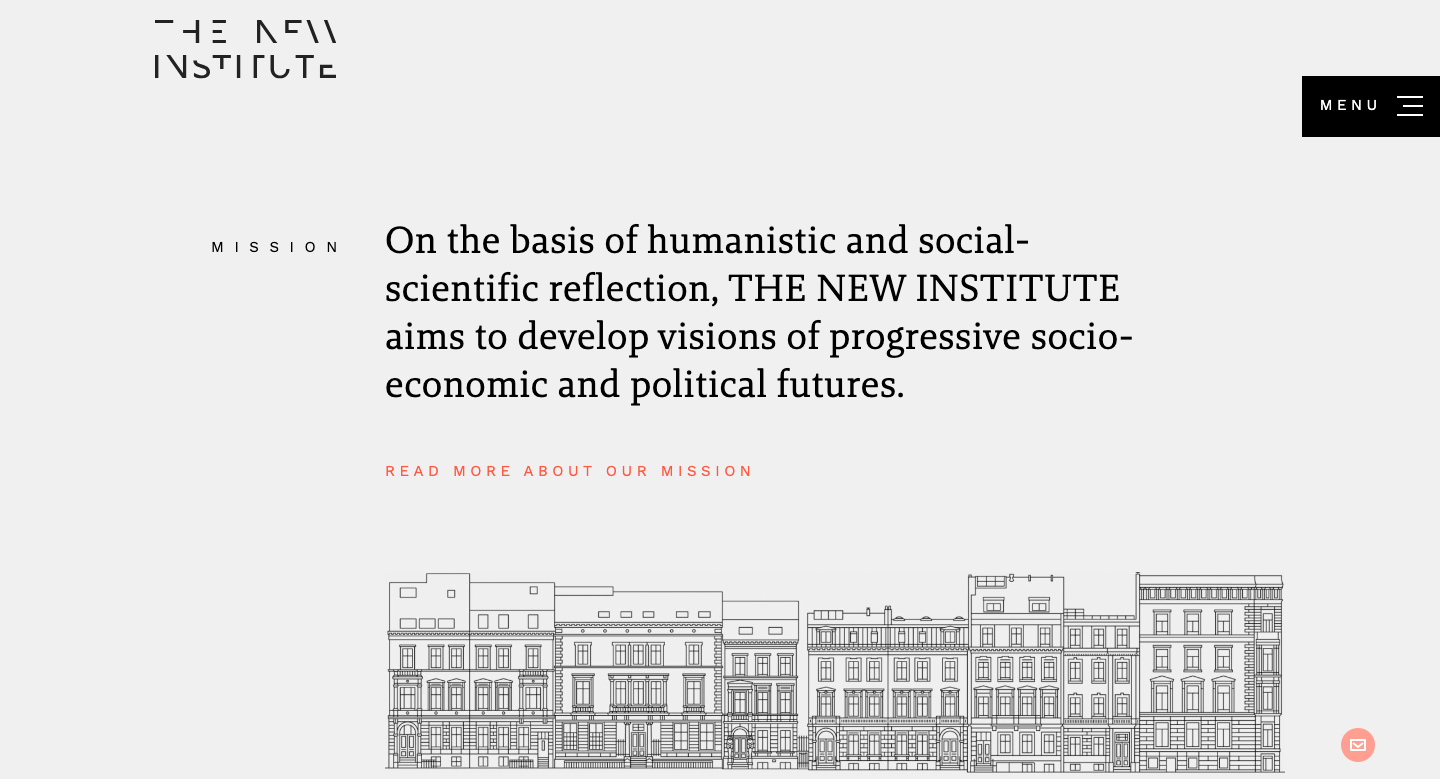 THE NEW
INSTITUTE
MENU
MISSION
On the basis of humanistic and social-
scientific reflection, THE NEW INSTITUTE
aims to develop visions of progressive socio-
economic and political futures.
READ MORE ABOUT OUR MISSION